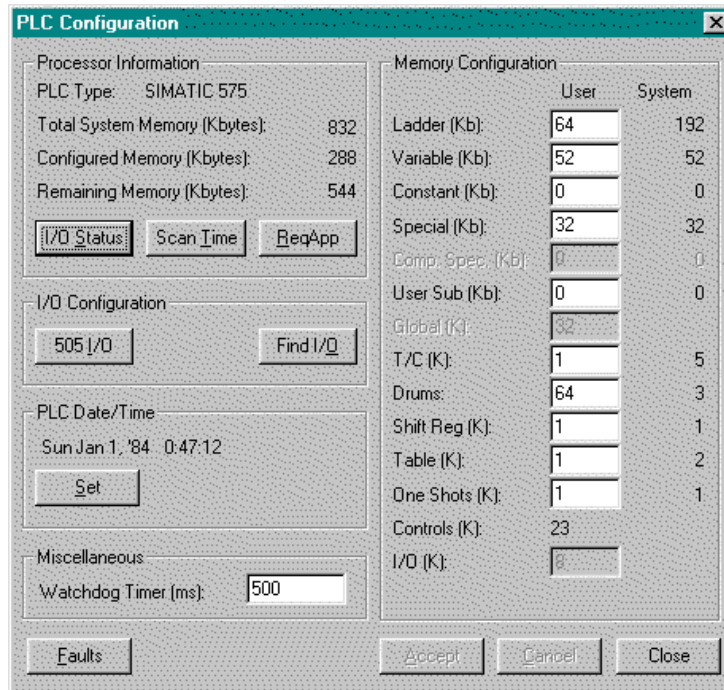 PLC Configuration
Processor Information
PLC Type: SIMATIC 575
Total System Memory (Kbytes): 832
Configured Memory (Kbytes): 288
Remaining Memory (Kbytes): 544
I/O Status Scan Time ReqApp
I/O Configuration
505 I/O Find I/O
PLC Date/Time
Sun Jan 1, '84 0:47:12
Set
Miscellaneous
Watchdog Timer (ms): 500
Memory Configuration
User System
Ladder (Kb): 64 192
Variable (Kb): 52 52
Constant (Kb): 0 0
Special (Kb): 32 32
Comp. Spec. (Kb): 0 0
User Sub (Kb): 0 0
Global (K): 32
T/C (K): 1 5
Drums: 64 3
Shift Reg (K): 1 1
Table (K): 1 2
One Shots (K): 1 1
Controls (K): 23
I/O (K): 8
Faults Accept Cancel Close